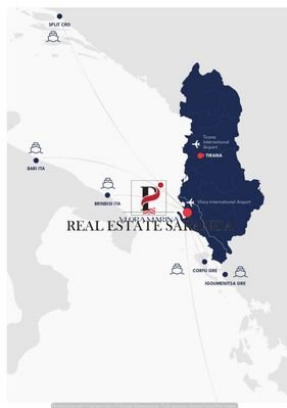 SPLIT CRO
Tirana
International
Airport
TIRANA
BARI ITA
BRINDISI ITA
Vlora International Airport
VLORA MARINA
REAL ESTATE
CORFU GRE
IGOUMENITSA GRE